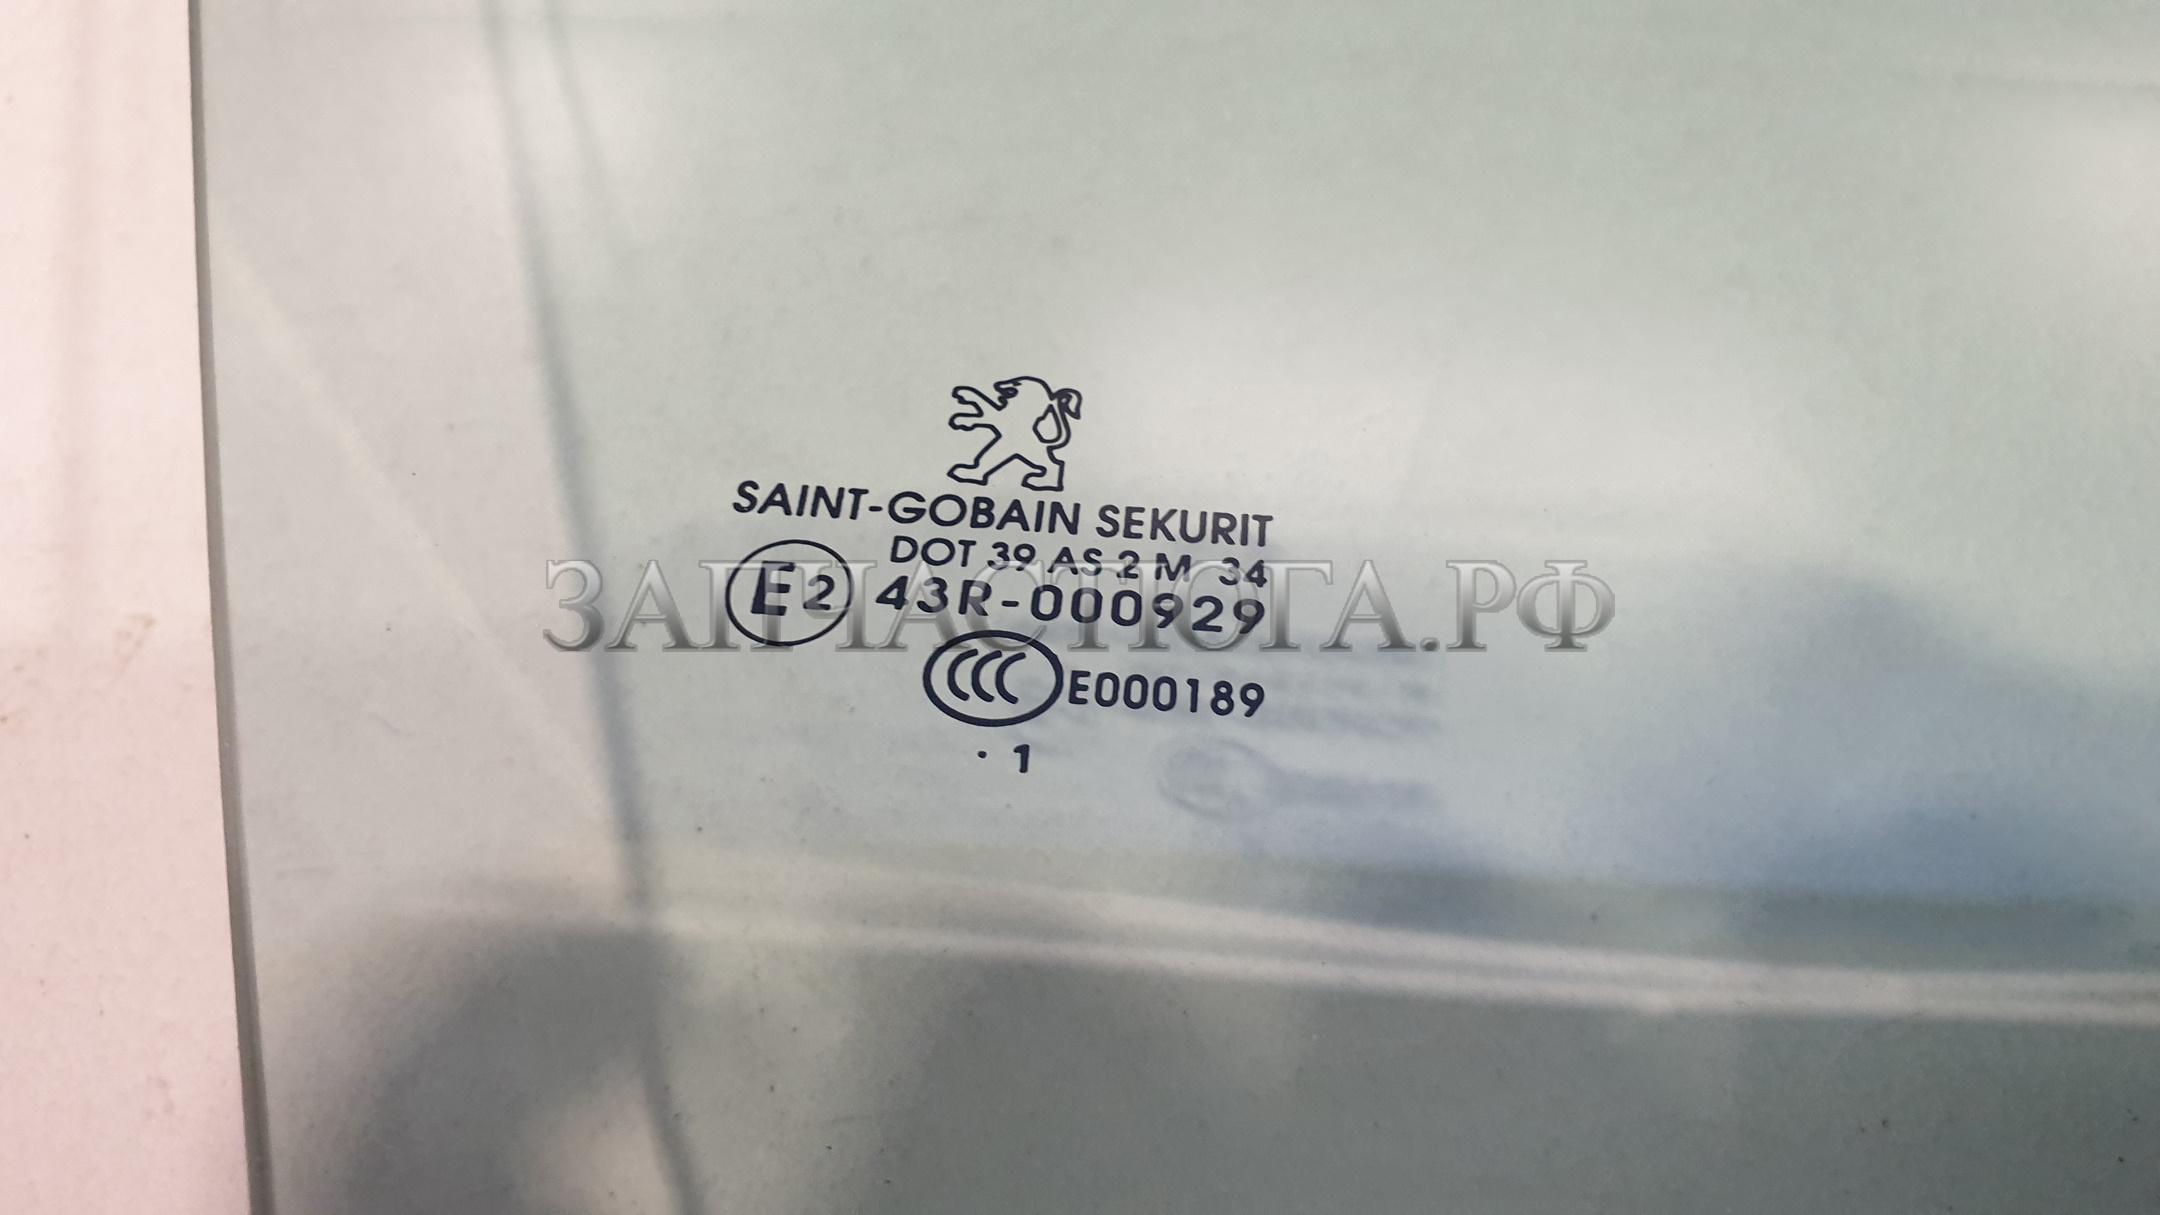 SAINT-GOBAIN SEKURIT
DOT 39 AS 2 M 34
E2 43R-000929
CCC E000189
. 1
ЗАПЧАСТЮГА.РФ